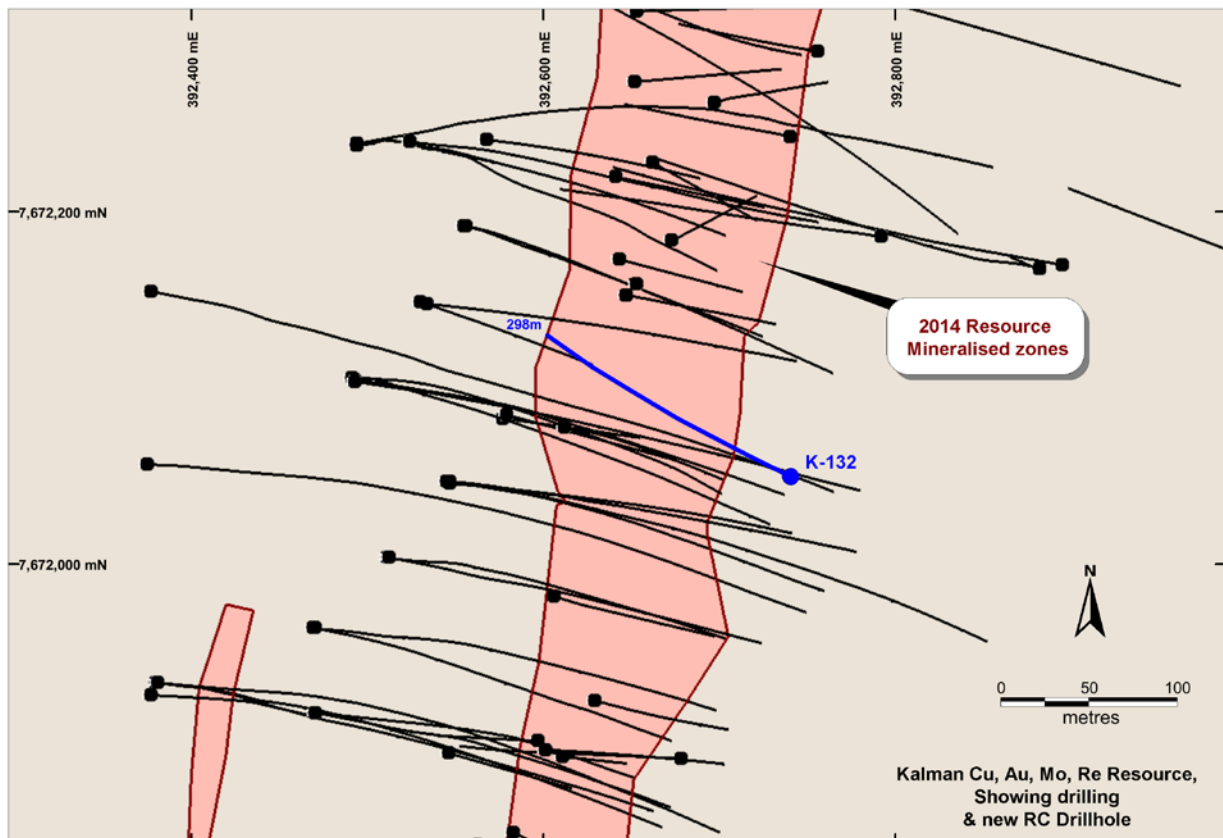 392,400 mE
392,600 mE
392,800 mE
7,672,200 mN
298m
2014 Resource
Mineralised zones
K-132
7,672,000 mN
N
0 50 100
metres
Kalman Cu, Au, Mo, Re Resource,
Showing drilling
& new RC Drillhole